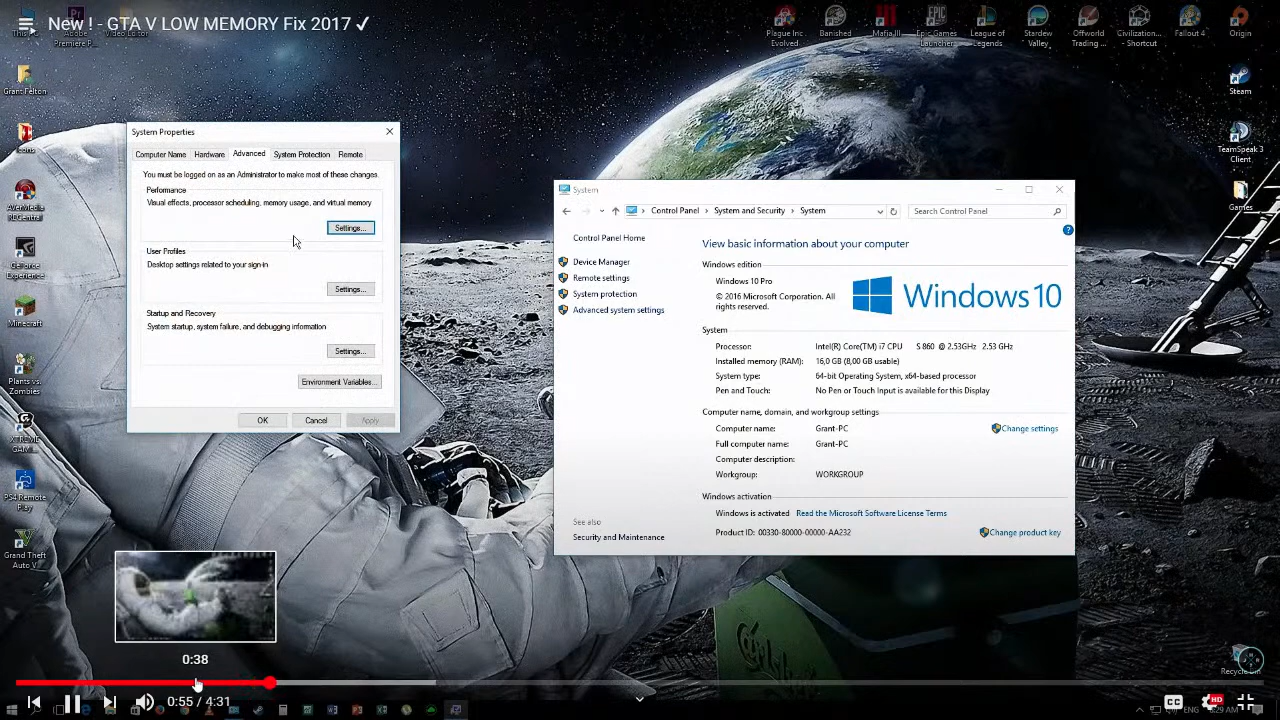 New ! - GTA V LOW MEMORY Fix 2017 ✓
Adobe
Premiere P...
Video Editor
Plague Inc
Evolved
Banished
Mafia III
Epic Games
Launcher
League of
Legends
Stardew
Valley
Offworld
Trading ...
Civilization...
- Shortcut
Fallout 4
Origin
Grant Felton
Icons
AVerMedia
RECentral
GeForce
Experience
Minecraft
Plants vs.
Zombies
XTREME
GAM...
PS4 Remote
Play
Grand Theft
Auto V
Steam
TeamSpeak 3
Client
Games
Recycle Bin
System Properties
Computer Name
Hardware
Advanced
System Protection
Remote
You must be logged on as an Administrator to make most of these changes.
Performance
Visual effects, processor scheduling, memory usage, and virtual memory
Settings...
User Profiles
Desktop settings related to your sign-in
Settings...
Startup and Recovery
System startup, system failure, and debugging information
Settings...
Environment Variables...
OK
Cancel
Apply
System
Control Panel
System and Security
System
Search Control Panel
Control Panel Home
Device Manager
Remote settings
System protection
Advanced system settings
See also
Security and Maintenance
View basic information about your computer
Windows edition
Windows 10 Pro
© 2016 Microsoft Corporation. All
rights reserved.
Windows 10
System
Processor: Intel(R) Core(TM) i7 CPU S 860 @ 2.53GHz 2.53 GHz
Installed memory (RAM): 16,0 GB (8,00 GB usable)
System type: 64-bit Operating System, x64-based processor
Pen and Touch: No Pen or Touch Input is available for this Display
Computer name, domain, and workgroup settings
Computer name: Grant-PC
Change settings
Full computer name: Grant-PC
Computer description:
Workgroup: WORKGROUP
Windows activation
Windows is activated Read the Microsoft Software License Terms
Product ID: 00330-80000-00000-AA232
Change product key
0:38
0:55 / 4:31
CC
HD
ENG